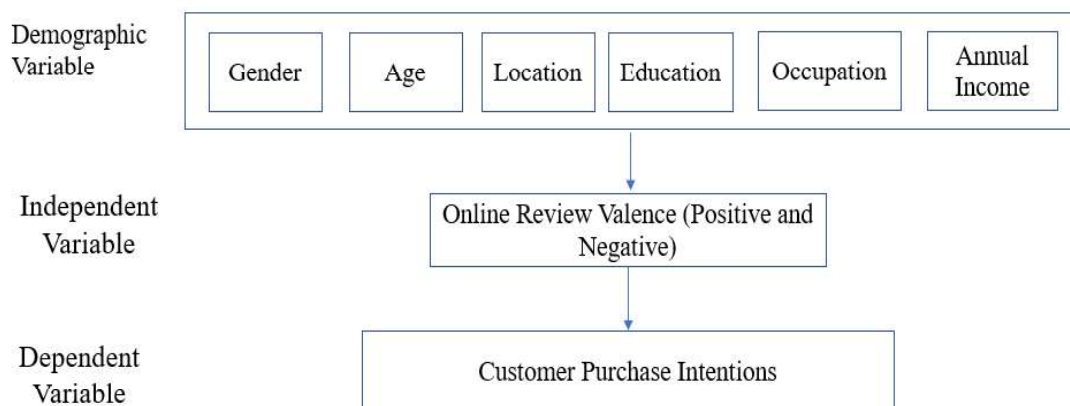 Demographic
Variable
Gender
Age
Location
Education
Occupation
Annual
Income
Independent
Variable
Online Review Valence (Positive and
Negative)
Dependent
Variable
Customer Purchase Intentions